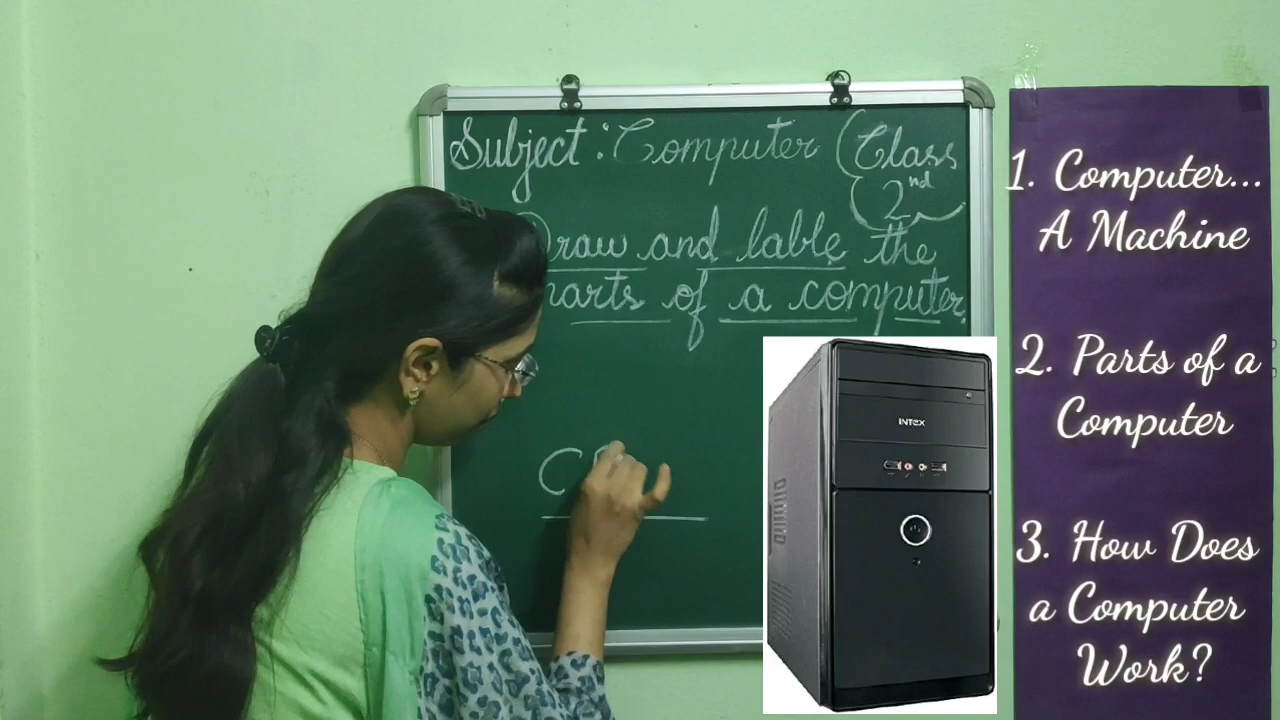 Subject: Computer (Class
2nd
Draw and lable the
parts of a computer.
C
INTEX
1. Computer...
A Machine
2. Parts of a
Computer
3. How Does
a Computer
Work?